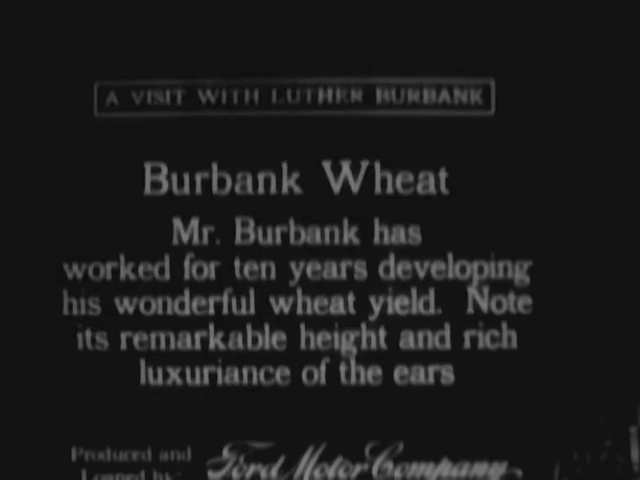 A VISIT WITH LUTHER BURBANK
Burbank Wheat
Mr. Burbank has
worked for ten years developing
his wonderful wheat yield. Note
its remarkable height and rich
luxuriance of the ears
Produced and
Loaned by
Ford Motor Company